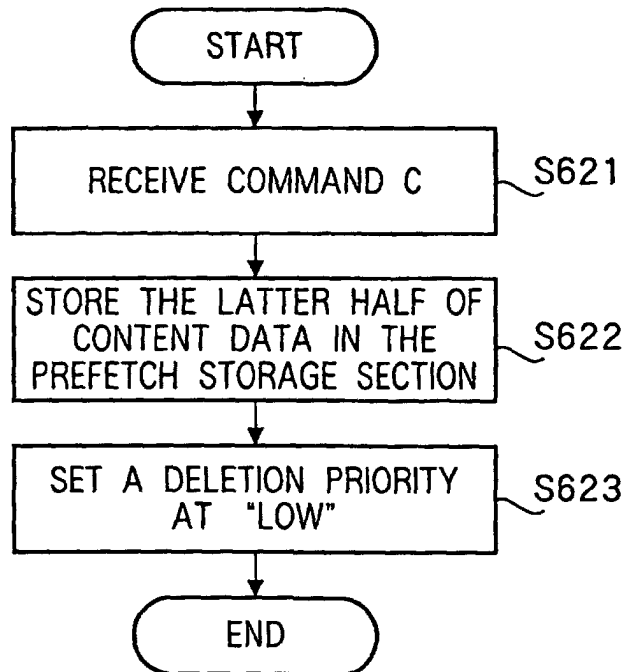 START
RECEIVE COMMAND C
S621
STORE THE LATTER HALF OF
CONTENT DATA IN THE
PREFETCH STORAGE SECTION
S622
SET A DELETION PRIORITY
AT "LOW"
S623
END